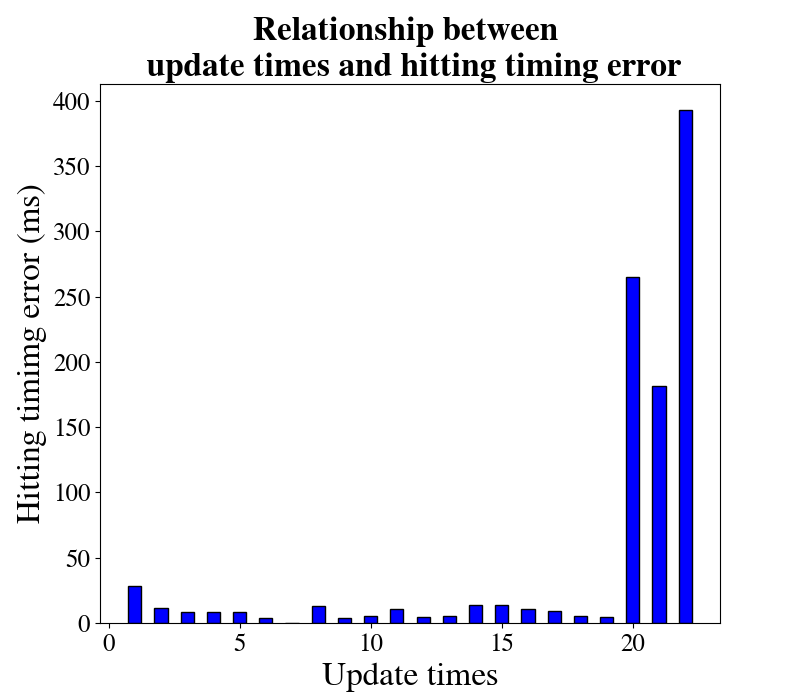 Relationship between
update times and hitting timing error
400
350
300
250
200
150
100
50
0
Hitting timimg error (ms)
0 5 10 15 20
Update times